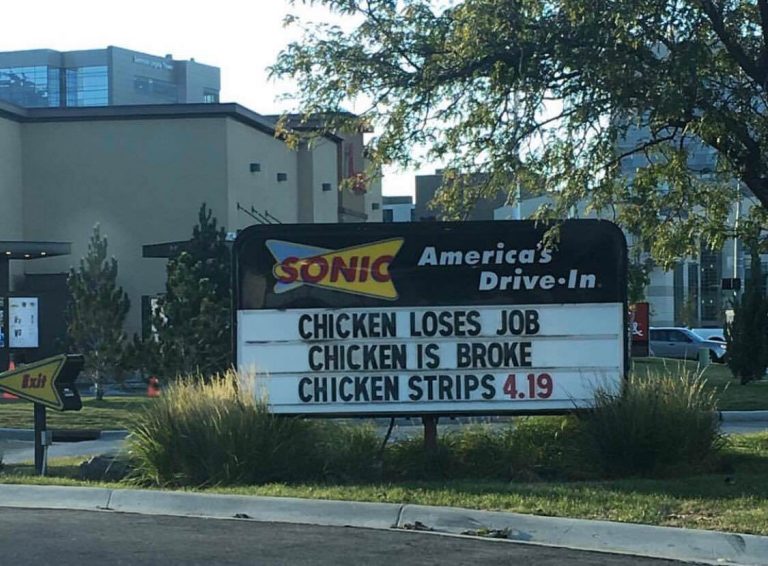 SONIC America's
Drive-In
CHICKEN LOSES JOB
CHICKEN IS BROKE
CHICKEN STRIPS 4.19
Exit